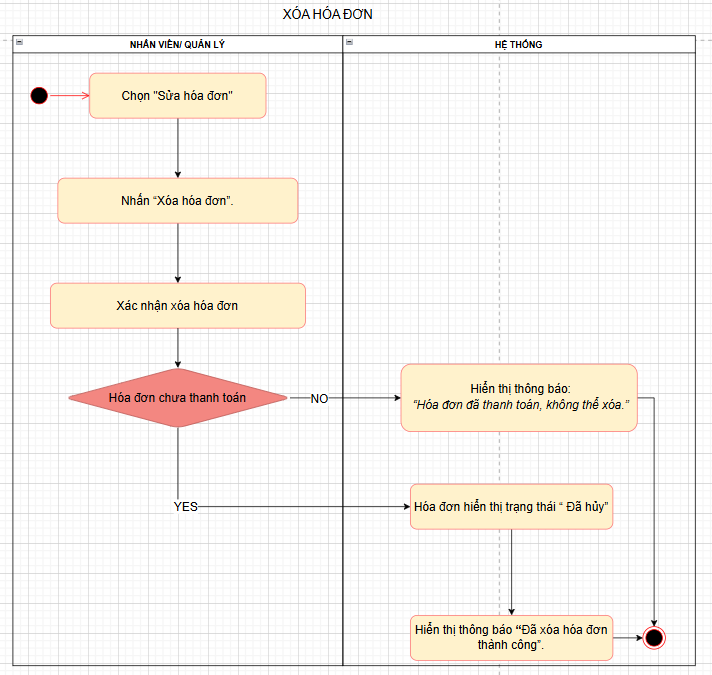 XÓA HÓA ĐƠN
NHÂN VIÊN/ QUẢN LÝ
HỆ THỐNG
Chọn "Sửa hóa đơn"
Nhấn “Xóa hóa đơn”.
Xác nhận xóa hóa đơn
Hóa đơn chưa thanh toán
NO
Hiển thị thông báo:
“Hóa đơn đã thanh toán, không thể xóa.”
YES
Hóa đơn hiển thị trạng thái “ Đã hủy”
Hiển thị thông báo “Đã xóa hóa đơn
thành công”.